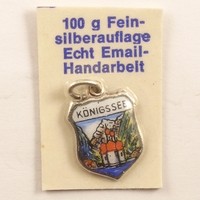 100 g Fein-
silberauflage
Echt Email-
Handarbeit
KÖNIGSSEE